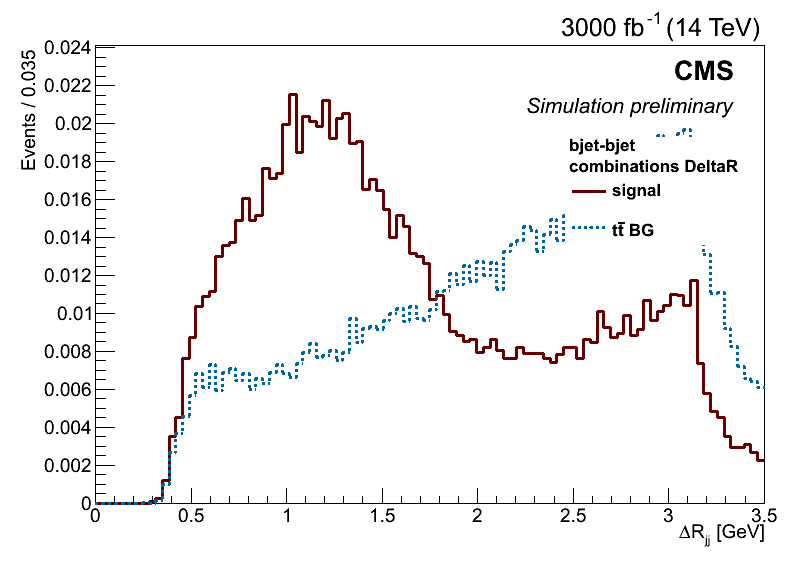 3000 fb⁻¹ (14 TeV)
CMS
Simulation preliminary
bjet-bjet
combinations DeltaR
signal
tt̄ BG
Events / 0.035
0.024
0.022
0.02
0.018
0.016
0.014
0.012
0.01
0.008
0.006
0.004
0.002
0
0 0.5 1 1.5 2 2.5 3 3.5
ΔRjj [GeV]